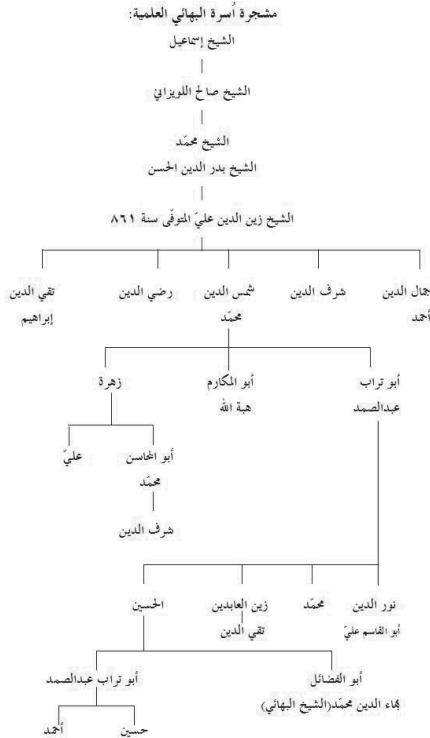 مشجرة أُسرة البهائي العلمية:
الشيخ إسماعيل
الشيخ صالح اللويزاني
الشيخ محمّد
الشيخ بدر الدين الحسن
الشيخ زين الدين عليّ المتوفّى سنة ٨٦١
جمال الدين شرف الدين شمس الدين رضي الدين تقي الدين
أحمد محمّد إبراهيم
أبو تراب أبو المكارم زهرة
عبدالصمد هبة الله
أبو المحاسن عليّ
محمّد
شرف الدين
نور الدين محمّد زين العابدين الحسين
أبو القاسم عليّ تقي الدين
أبو الفضائل أبو تراب عبدالصمد
بهاء الدين محمّد(الشيخ البهائي)
حسين أحمد